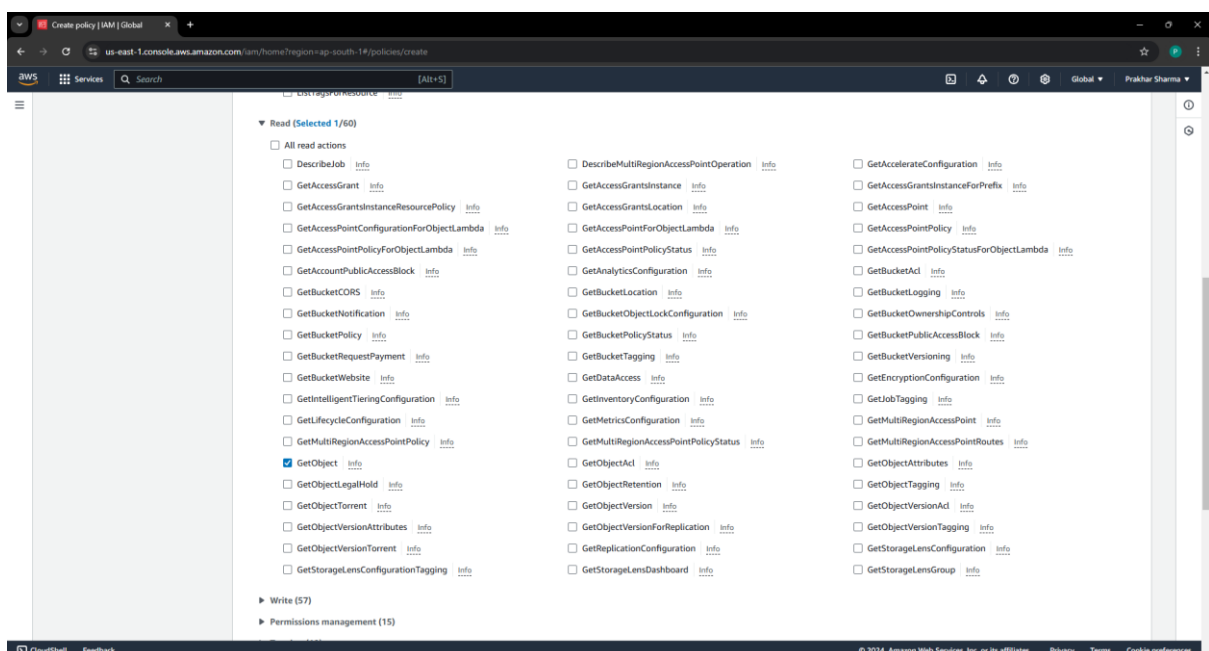 Create policy | IAM | Global
us-east-1.console.aws.amazon.com/iam/home?region=ap-south-1#/policies/create
aws Services Search [Alt+S] Global Prakhar Sharma
ListTagsForResource Info
Read (Selected 1/60)
All read actions
DescribeJob Info DescribeMultiRegionAccessPointOperation Info GetAccelerateConfiguration Info
GetAccessGrant Info GetAccessGrantsInstance Info GetAccessGrantsInstanceForPrefix Info
GetAccessGrantsInstanceResourcePolicy Info GetAccessGrantsLocation Info GetAccessPoint Info
GetAccessPointConfigurationForObjectLambda Info GetAccessPointForObjectLambda Info GetAccessPointPolicy Info
GetAccessPointPolicyForObjectLambda Info GetAccessPointPolicyStatus Info GetAccessPointPolicyStatusForObjectLambda Info
GetAccountPublicAccessBlock Info GetAnalyticsConfiguration Info GetBucketAcl Info
GetBucketCORS Info GetBucketLocation Info GetBucketLogging Info
GetBucketNotification Info GetBucketObjectLockConfiguration Info GetBucketOwnershipControls Info
GetBucketPolicy Info GetBucketPolicyStatus Info GetBucketPublicAccessBlock Info
GetBucketRequestPayment Info GetBucketTagging Info GetBucketVersioning Info
GetBucketWebsite Info GetDataAccess Info GetEncryptionConfiguration Info
GetIntelligentTieringConfiguration Info GetInventoryConfiguration Info GetJobTagging Info
GetLifecycleConfiguration Info GetMetricsConfiguration Info GetMultiRegionAccessPoint Info
GetMultiRegionAccessPointPolicy Info GetMultiRegionAccessPointPolicyStatus Info GetMultiRegionAccessPointRoutes Info
GetObject Info GetObjectAcl Info GetObjectAttributes Info
GetObjectLegalHold Info GetObjectRetention Info GetObjectTagging Info
GetObjectTorrent Info GetObjectVersion Info GetObjectVersionAcl Info
GetObjectVersionAttributes Info GetObjectVersionForReplication Info GetObjectVersionTagging Info
GetObjectVersionTorrent Info GetReplicationConfiguration Info GetStorageLensConfiguration Info
GetStorageLensConfigurationTagging Info GetStorageLensDashboard Info GetStorageLensGroup Info
Write (57)
Permissions management (15)
CloudShell Feedback © 2024, Amazon Web Services, Inc. or its affiliates. Privacy Terms Cookie preferences